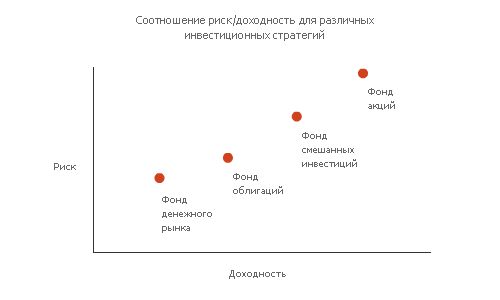 Соотношение риск/доходность для различных
инвестиционных стратегий
Фонд
акций
Фонд
смешанных
инвестиций
Риск
Фонд
облигаций
Фонд
денежного
рынка
Доходность